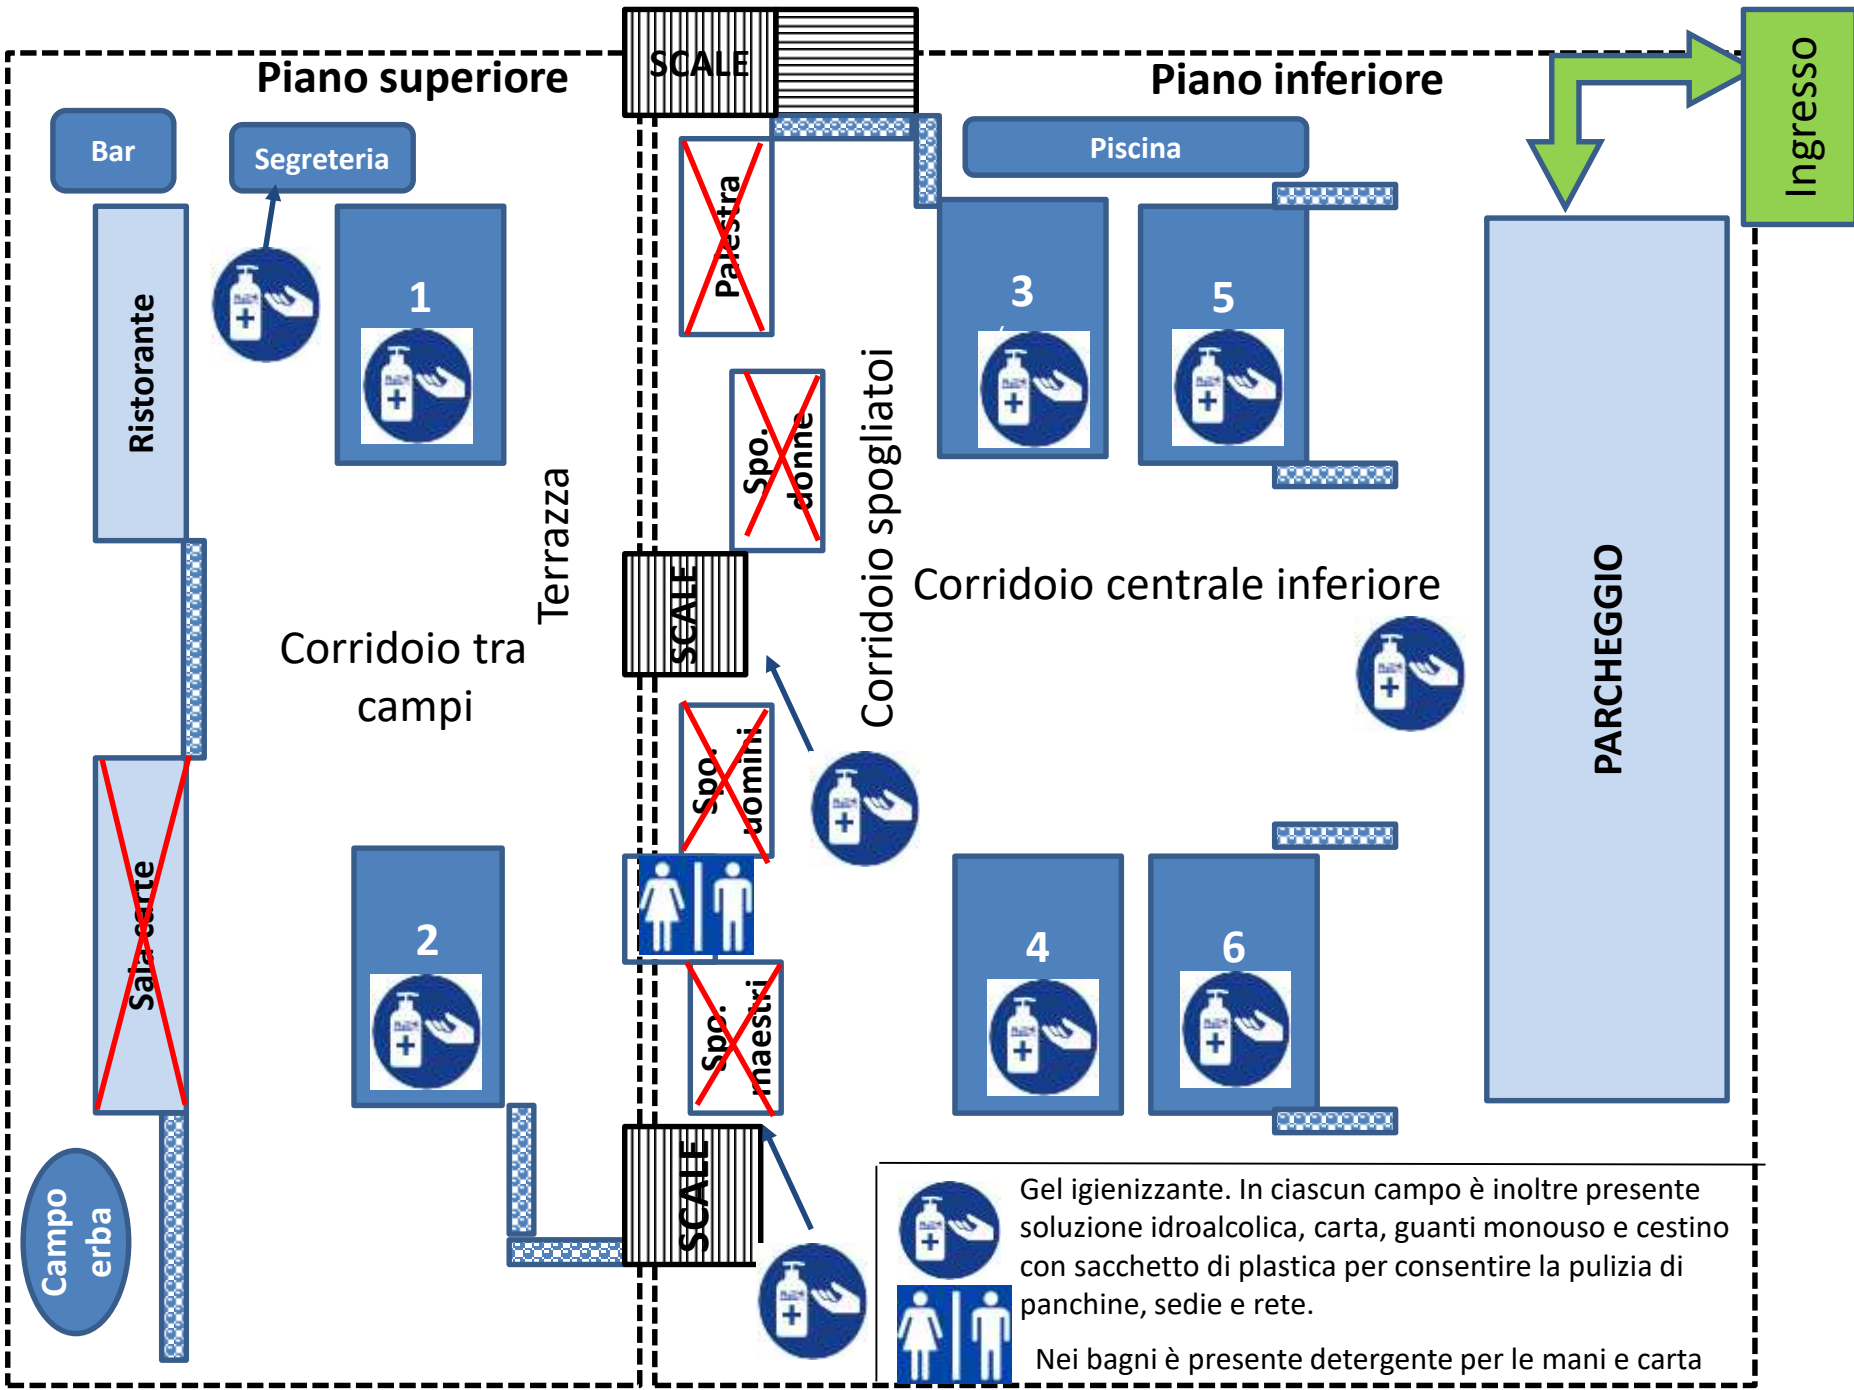 SCALE
Piano superiore
Piano inferiore
Ingresso
Bar
Segreteria
Piscina
Palestra
Ristorante
1
3
5
Spo.
donne
Corridoio spogliatoi
Terrazza
SCALE
Corridoio centrale inferiore
Corridoio tra
campi
PARCHEGGIO
Spo.
uomini
Sala carte
2
4
6
Spo.
maestri
SCALE
Campo
erba
Gel igienizzante. In ciascun campo è inoltre presente
soluzione idroalcolica, carta, guanti monouso e cestino
con sacchetto di plastica per consentire la pulizia di
panchine, sedie e rete.
Nei bagni è presente detergente per le mani e carta